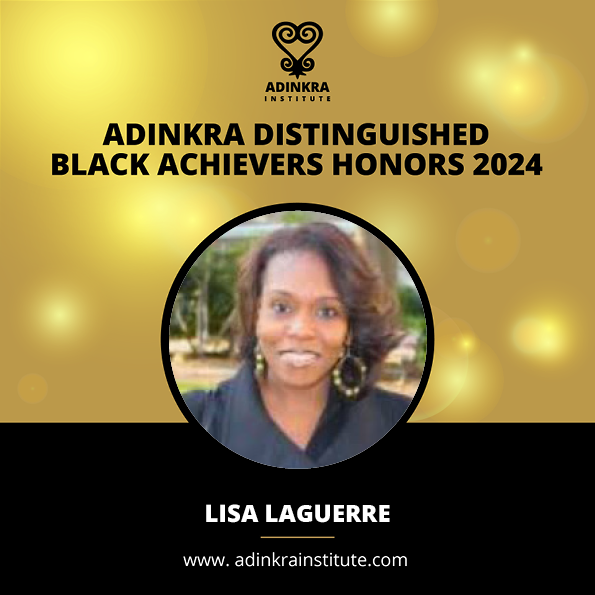 ADINKRA
INSTITUTE
ADINKRA DISTINGUISHED
BLACK ACHIEVERS HONORS 2024
LISA LAGUERRE
www. adinkrainstitute.com